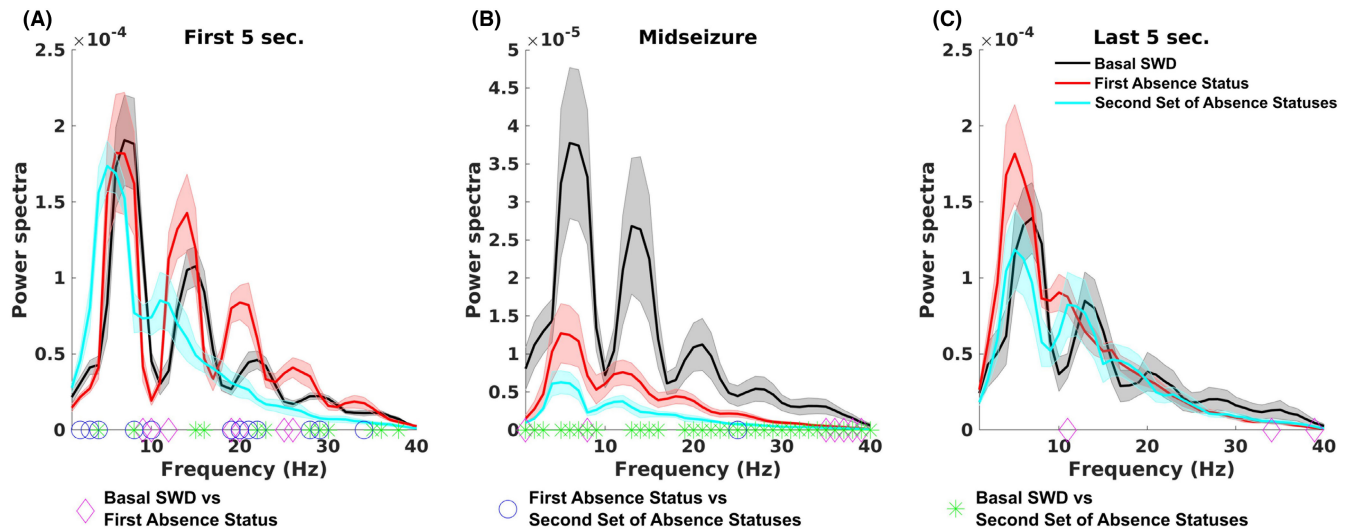 (A)
First 5 sec.
×10⁻⁴
2.5
2
1.5
1
0.5
0
Power spectra
10
20
30
40
Frequency (Hz)
(B)
Midseizure
×10⁻⁵
5
4.5
4
3.5
3
2.5
2
1.5
1
0.5
0
Power spectra
10
20
30
40
Frequency (Hz)
(C)
Last 5 sec.
×10⁻⁴
2.5
2
1.5
1
0.5
0
Power spectra
10
20
30
40
Frequency (Hz)
Basal SWD
First Absence Status
Second Set of Absence Statuses
Basal SWD vs
First Absence Status
First Absence Status vs
Second Set of Absence Statuses
Basal SWD vs
Second Set of Absence Statuses